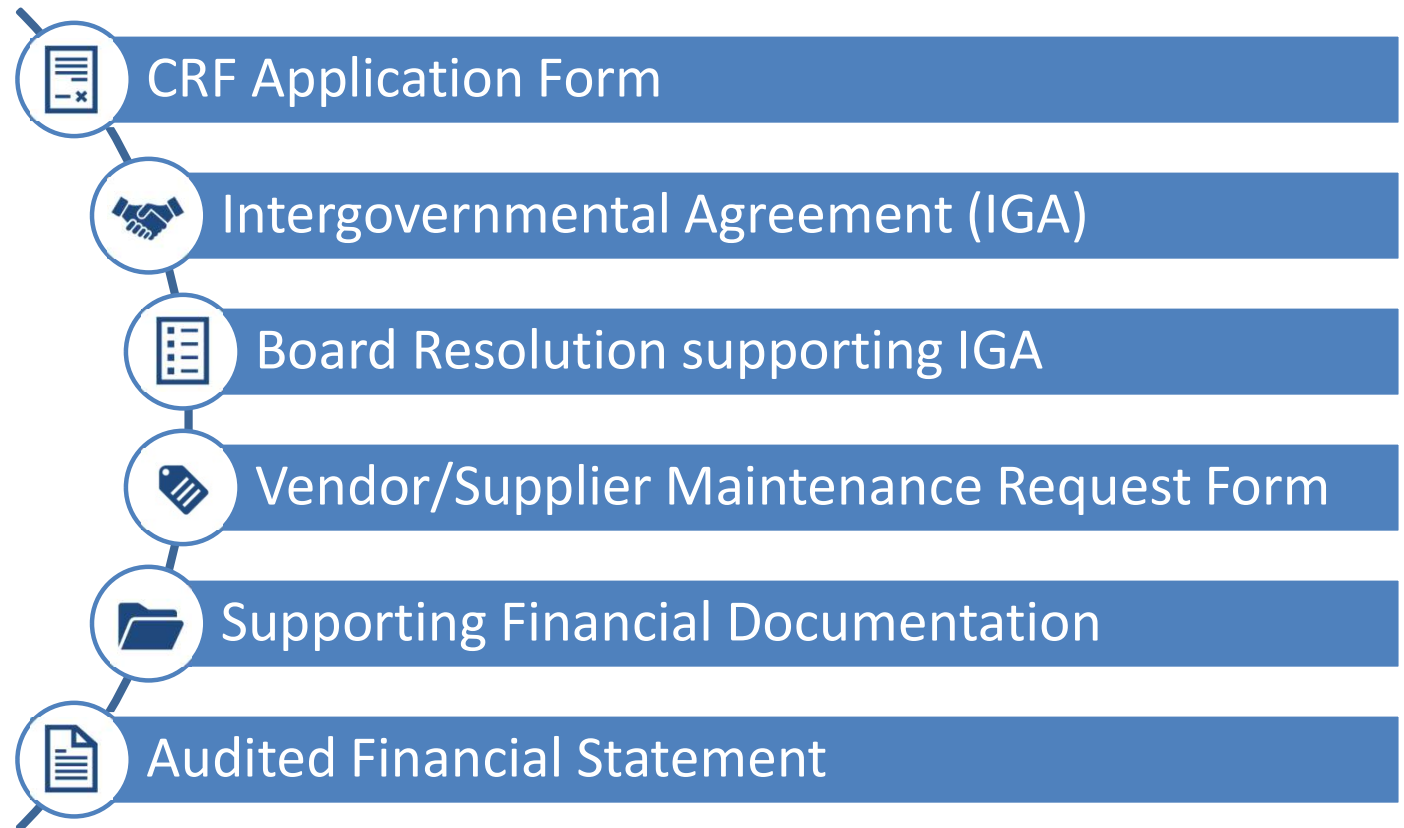 CRF Application Form
Intergovernmental Agreement (IGA)
Board Resolution supporting IGA
Vendor/Supplier Maintenance Request Form
Supporting Financial Documentation
Audited Financial Statement